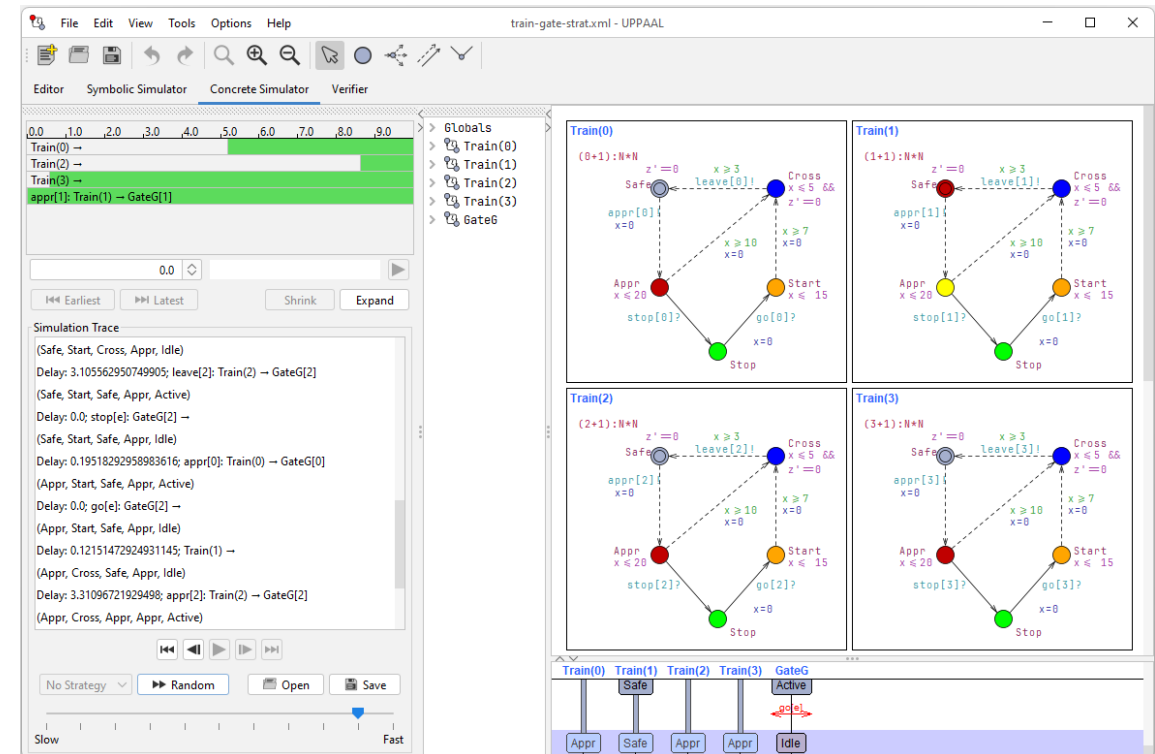 File Edit View Tools Options Help train-gate-strat.xml - UPPAAL
Editor Symbolic Simulator Concrete Simulator Verifier
0.0 1.0 2.0 3.0 4.0 5.0 6.0 7.0 8.0 9.0
Train(0) →
Train(2) →
Train(3) →
appr[1]: Train(1) → GateG[1]
0.0
Earliest Latest Shrink Expand
Simulation Trace
(Safe, Start, Cross, Appr, Idle)
Delay: 3.105562950749905; leave[2]: Train(2) → GateG[2]
(Safe, Start, Safe, Appr, Active)
Delay: 0.0; stop[e]: GateG[2] →
(Safe, Start, Safe, Appr, Idle)
Delay: 0.19518292958983616; appr[0]: Train(0) → GateG[0]
(Appr, Start, Safe, Appr, Active)
Delay: 0.0; go[e]: GateG[2] →
(Appr, Start, Safe, Appr, Idle)
Delay: 0.12151472924931145; Train(1) →
(Appr, Cross, Safe, Appr, Idle)
Delay: 3.31096721929498; appr[2]: Train(2) → GateG[2]
(Appr, Cross, Appr, Appr, Active)
No Strategy Random Open Save
Slow Fast
Globals
Train(0)
Train(1)
Train(2)
Train(3)
GateG
Train(0)
(0+1):N*N
z'==0 x ≥ 3
Safe leave[0]! Cross
x ≤ 5 &&
z'==0
appr[0]!
x=0
x ≥ 10
x=0
x ≥ 7
x=0
Appr
x ≤ 20
Start
x ≤ 15
stop[0]? go[0]?
x=0
Stop
Train(1)
(1+1):N*N
z'==0 x ≥ 3
Safe leave[1]! Cross
x ≤ 5 &&
z'==0
appr[1]!
x=0
x ≥ 10
x=0
x ≥ 7
x=0
Appr
x ≤ 20
Start
x ≤ 15
stop[1]? go[1]?
x=0
Stop
Train(2)
(2+1):N*N
z'==0 x ≥ 3
Safe leave[2]! Cross
x ≤ 5 &&
z'==0
appr[2]!
x=0
x ≥ 10
x=0
x ≥ 7
x=0
Appr
x ≤ 20
Start
x ≤ 15
stop[2]? go[2]?
x=0
Stop
Train(3)
(3+1):N*N
z'==0 x ≥ 3
Safe leave[3]! Cross
x ≤ 5 &&
z'==0
appr[3]!
x=0
x ≥ 10
x=0
x ≥ 7
x=0
Appr
x ≤ 20
Start
x ≤ 15
stop[3]? go[3]?
x=0
Stop
Train(0) Train(1) Train(2) Train(3) GateG
Safe Active
go[e]
Appr Safe Appr Appr Idle